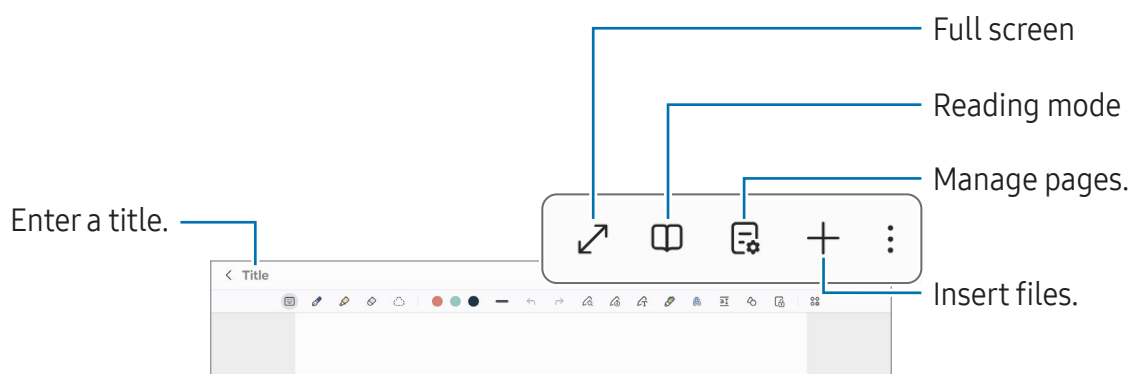 Full screen
Reading mode
Manage pages.
Enter a title.
Title
Insert files.